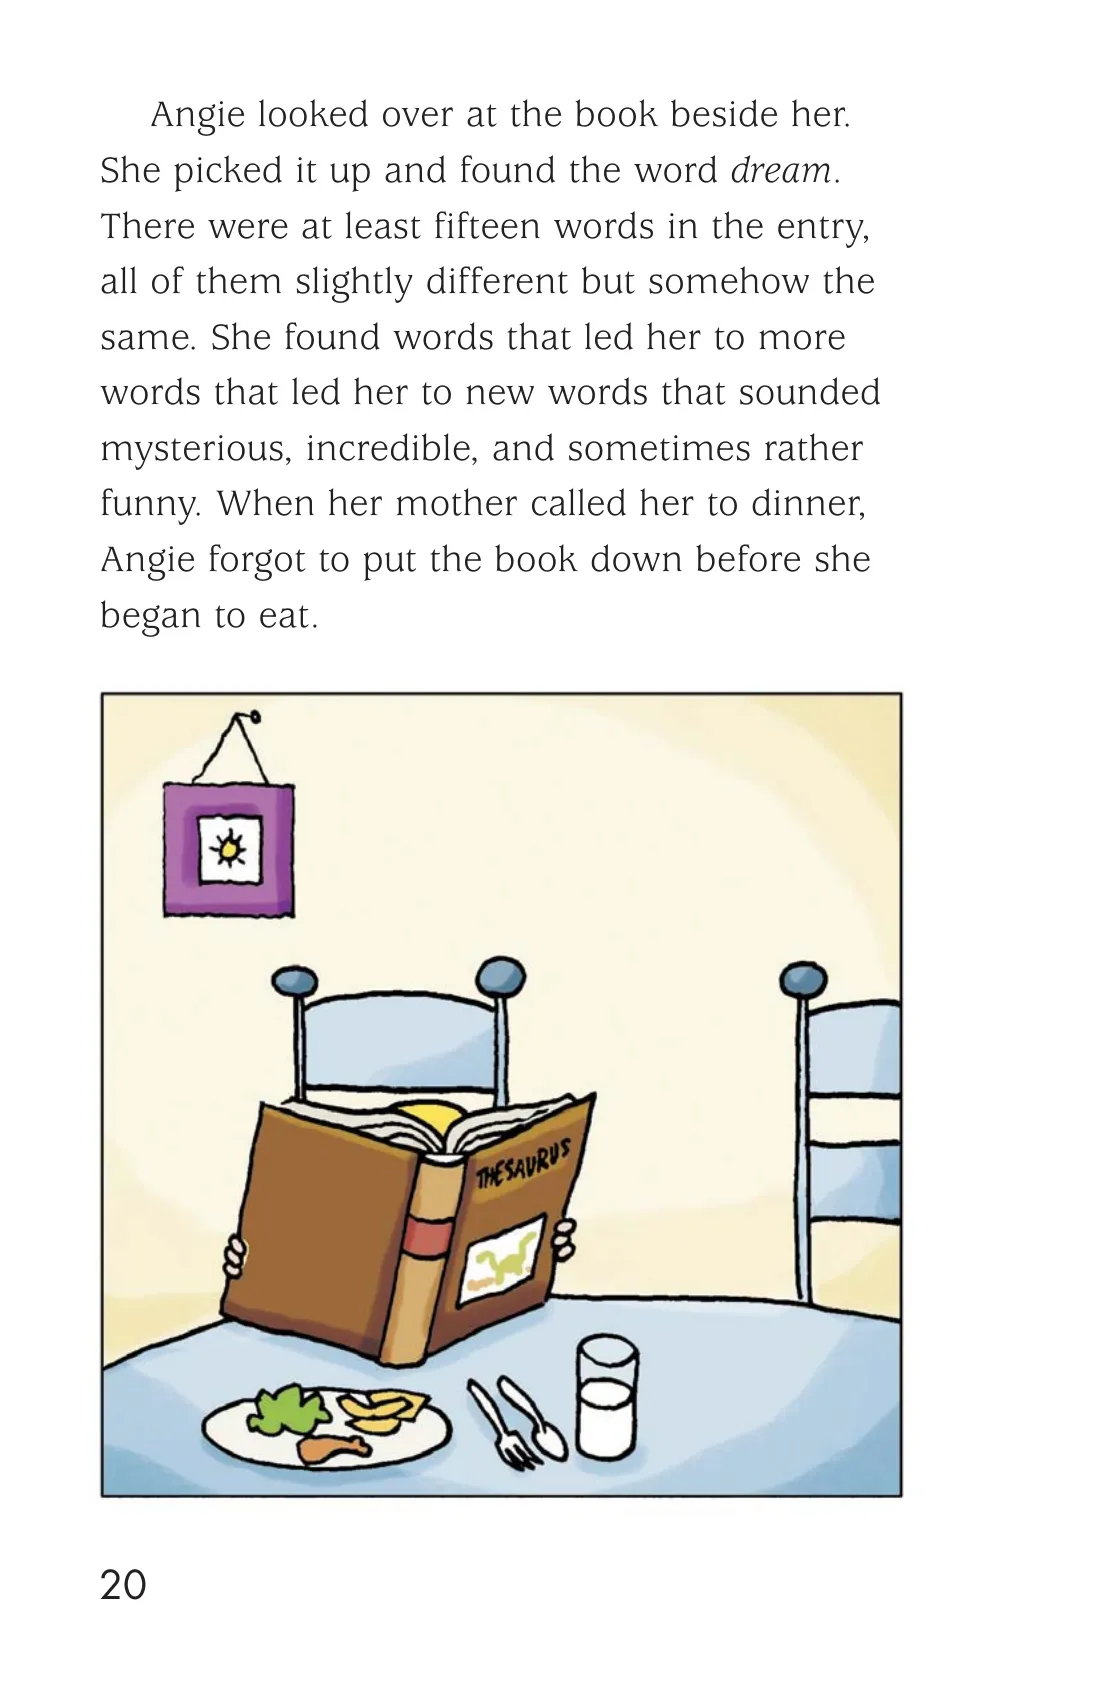 Angie looked over at the book beside her.
She picked it up and found the word dream.
There were at least fifteen words in the entry,
all of them slightly different but somehow the
same. She found words that led her to more
words that led her to new words that sounded
mysterious, incredible, and sometimes rather
funny. When her mother called her to dinner,
Angie forgot to put the book down before she
began to eat.
THESAURUS
20